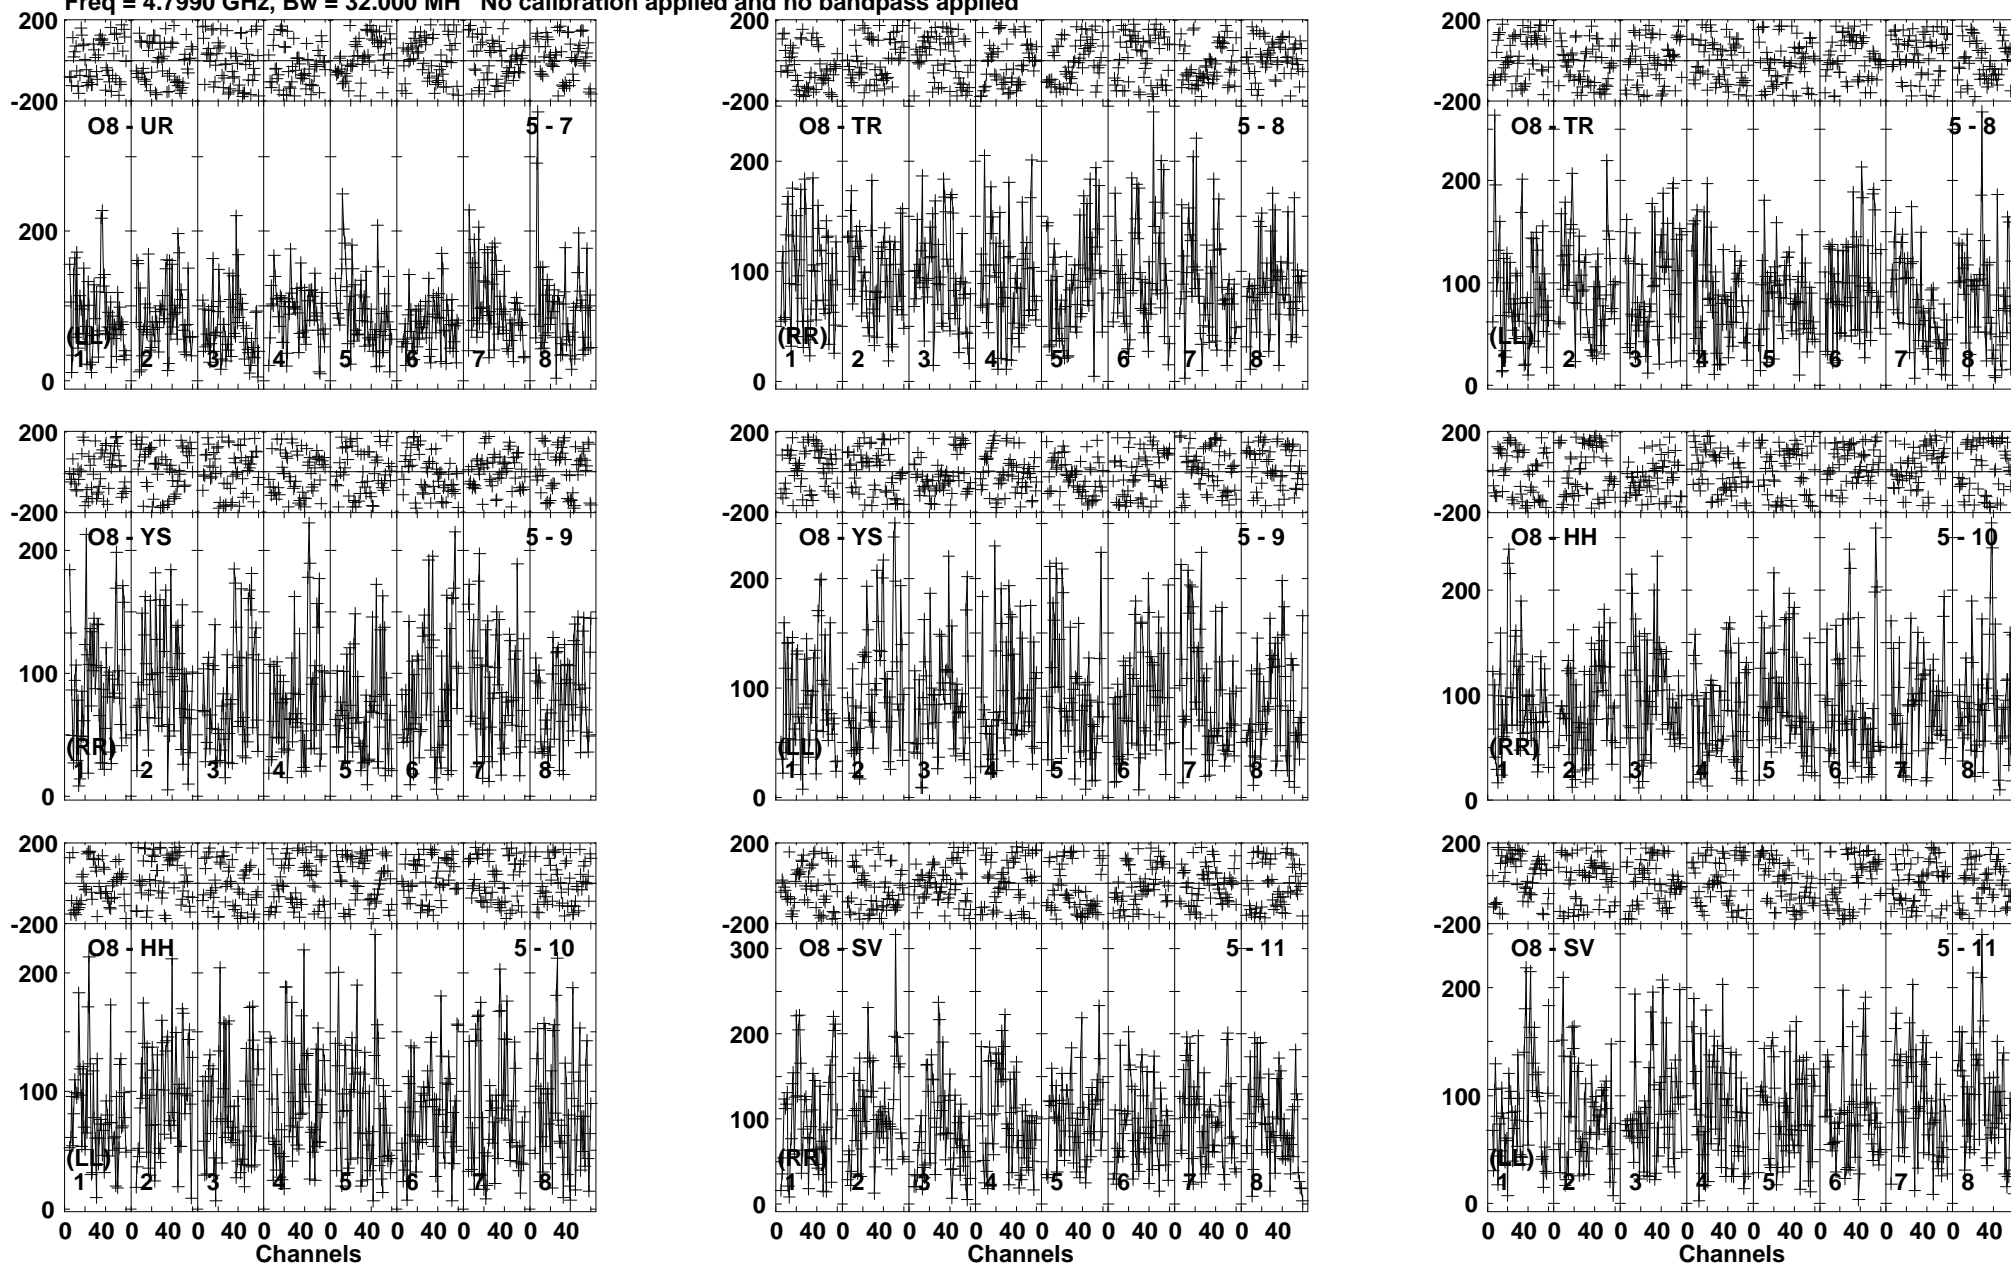 Freq = 4.7990 GHz, Bw = 32.000 MH No calibration applied and no bandpass applied
200 200 200
-200 -200 -200
O8 - UR 5 - 7 O8 - TR 5 - 8 O8 - TR 5 - 8
200 200 200
100 100
(LL) (RR) (LL)
1 2 3 4 5 6 7 8 1 2 3 4 5 6 7 8 1 2 3 4 5 6 7 8
0 0 0
200 200 200
-200 -200 -200
O8 - YS 5 - 9 O8 - YS 5 - 9 O8 - HH 5 - 10
200 200 200
100 100 100
(RR) (LL) (RR)
1 2 3 4 5 6 7 8 1 2 3 4 5 6 7 8 1 2 3 4 5 6 7 8
0 0 0
200 200 200
-200 -200 -200
O8 - HH 5 - 10 O8 - SV 5 - 11 O8 - SV 5 - 11
300
200 200 200
100 100 100
(LL) (RR) (LL)
1 2 3 4 5 6 7 8 1 2 3 4 5 6 7 8 1 2 3 4 5 6 7 8
0 0 0
0 40 0 40 0 40 0 40 0 40 0 40 0 40 0 40 0 40 0 40 0 40 0 40 0 40 0 40 0 40 0 40 0 40 0 40 0 40 0 40 0 40 0 40 0 40 0 40
Channels Channels Channels